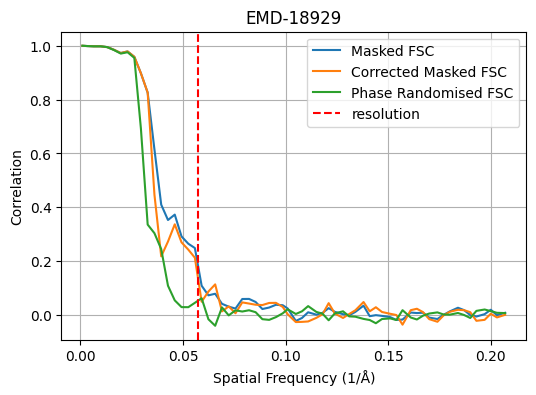 EMD-18929
Masked FSC
Corrected Masked FSC
Phase Randomised FSC
resolution
Correlation
1.0
0.8
0.6
0.4
0.2
0.0
0.00 0.05 0.10 0.15 0.20
Spatial Frequency (1/Å)